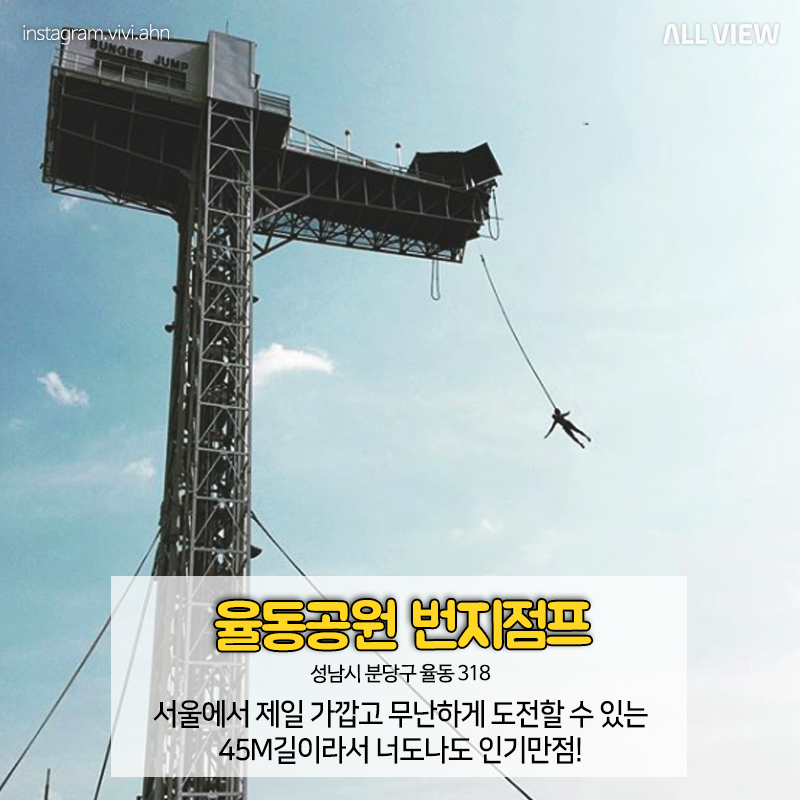 instagram.vivi.ahn
ALL VIEW
BUNGEE JUMP
율동공원 번지점프
성남시 분당구 율동 318
서울에서 제일 가깝고 무난하게 도전할 수 있는
45M길이라서 너도나도 인기만점!